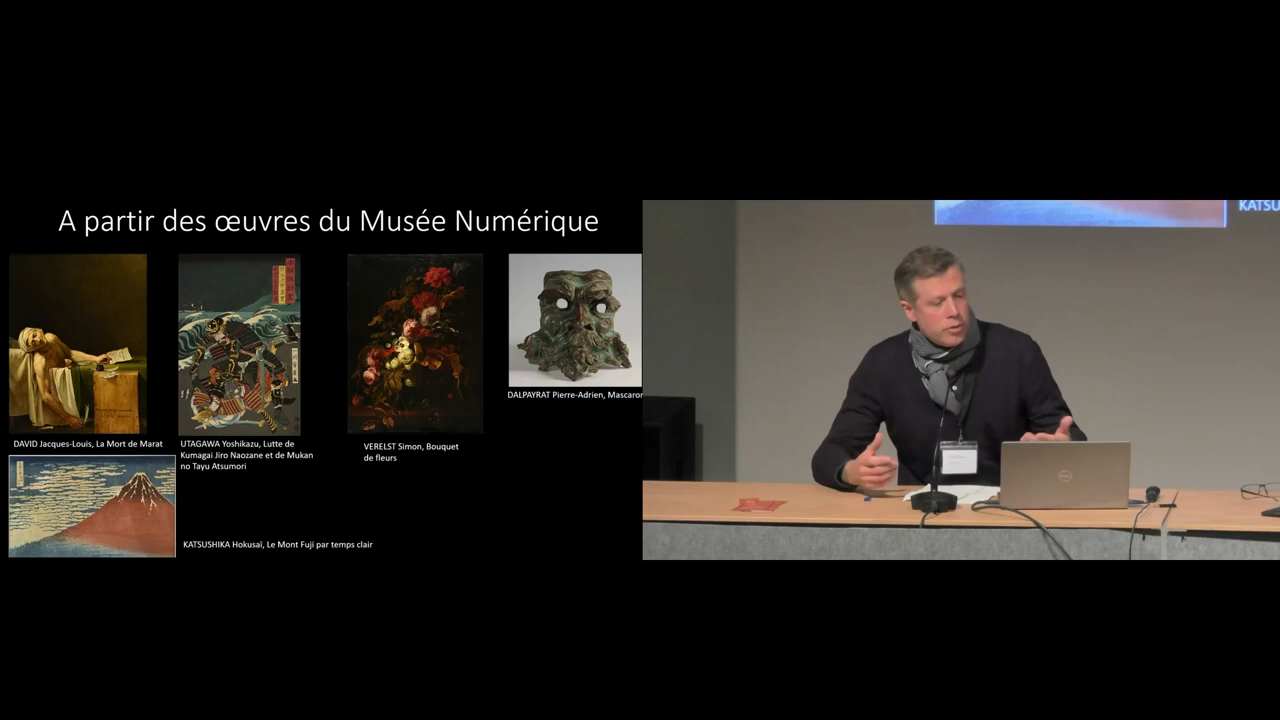 A partir des œuvres du Musée Numérique
DAVID Jacques-Louis, La Mort de Marat
UTAGAWA Yoshikazu, Lutte de
Kumagai Jiro Naozane et de Mukan
no Tayu Atsumori
VERELST Simon, Bouquet
de fleurs
DALPAYRAT Pierre-Adrien, Mascaron
KATSUSHIKA Hokusaï, Le Mont Fuji par temps clair
KATSU
DELL